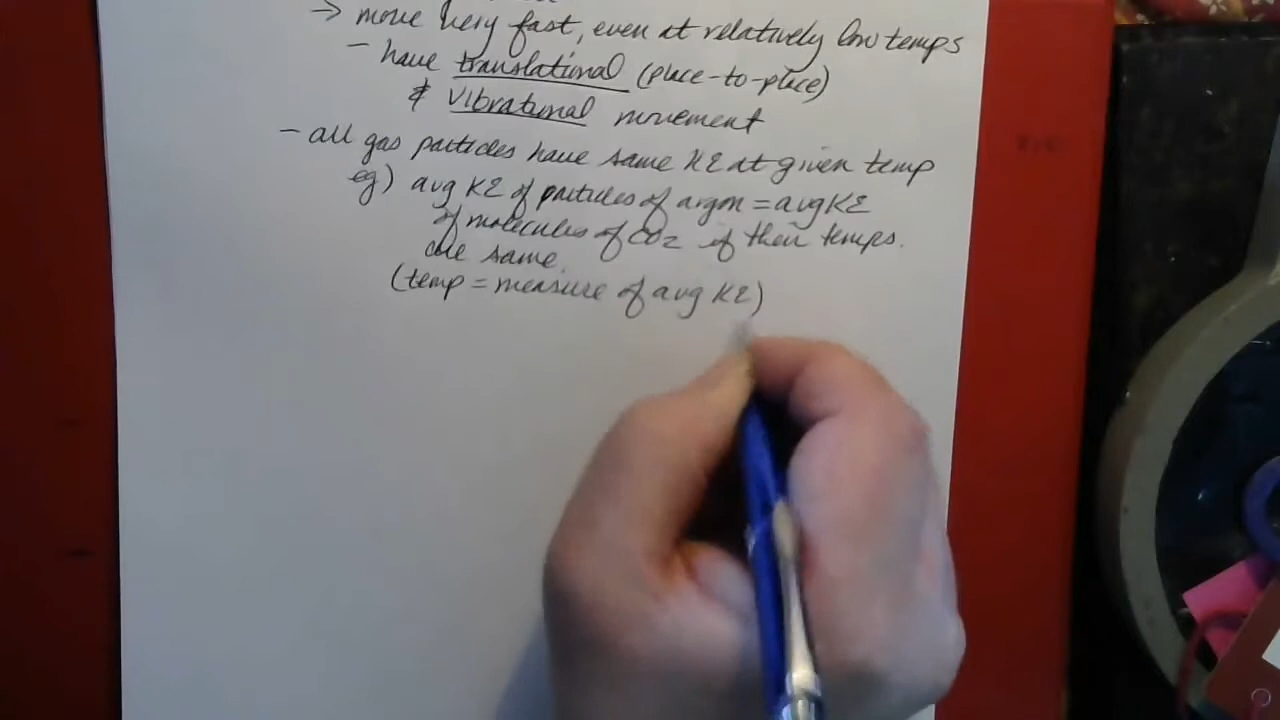 → move very fast, even at relatively low temps
- have translational (place-to-place)
& vibrational movement
- all gas particles have same KE at given temp
eg) avg KE of particles of argon = avg KE
of molecules of CO2 if their temps.
are same.
(temp = measure of avg KE)